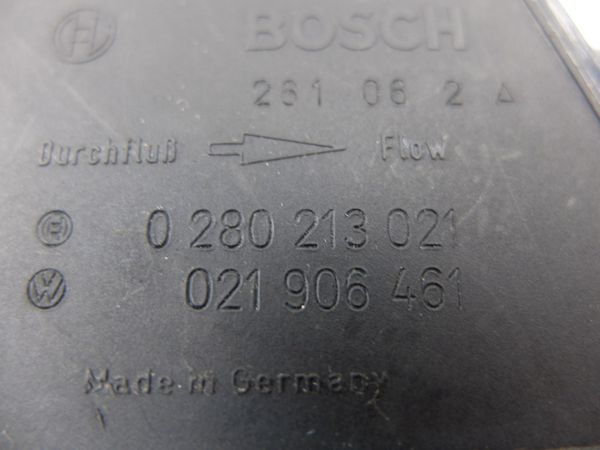 BOSCH
261 06 2
Durchfluß Flow
0 280 213 021
021 906 461
Made in Germany